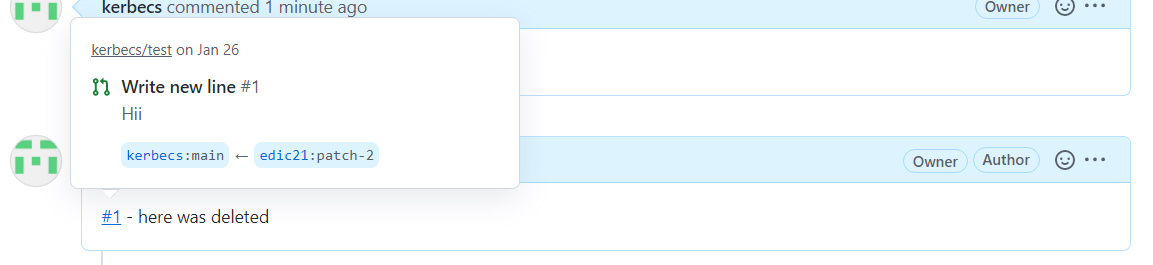 kerbecs commented 1 minute ago Owner
kerbecs/test on Jan 26
Write new line #1
Hii
kerbecs:main ← edic21:patch-2
Owner Author
#1 - here was deleted